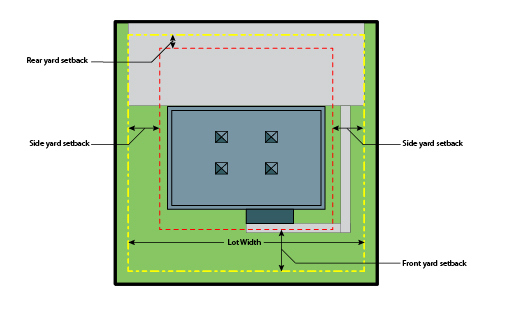 Rear yard setback
Side yard setback
Side yard setback
Lot Width
Front yard setback